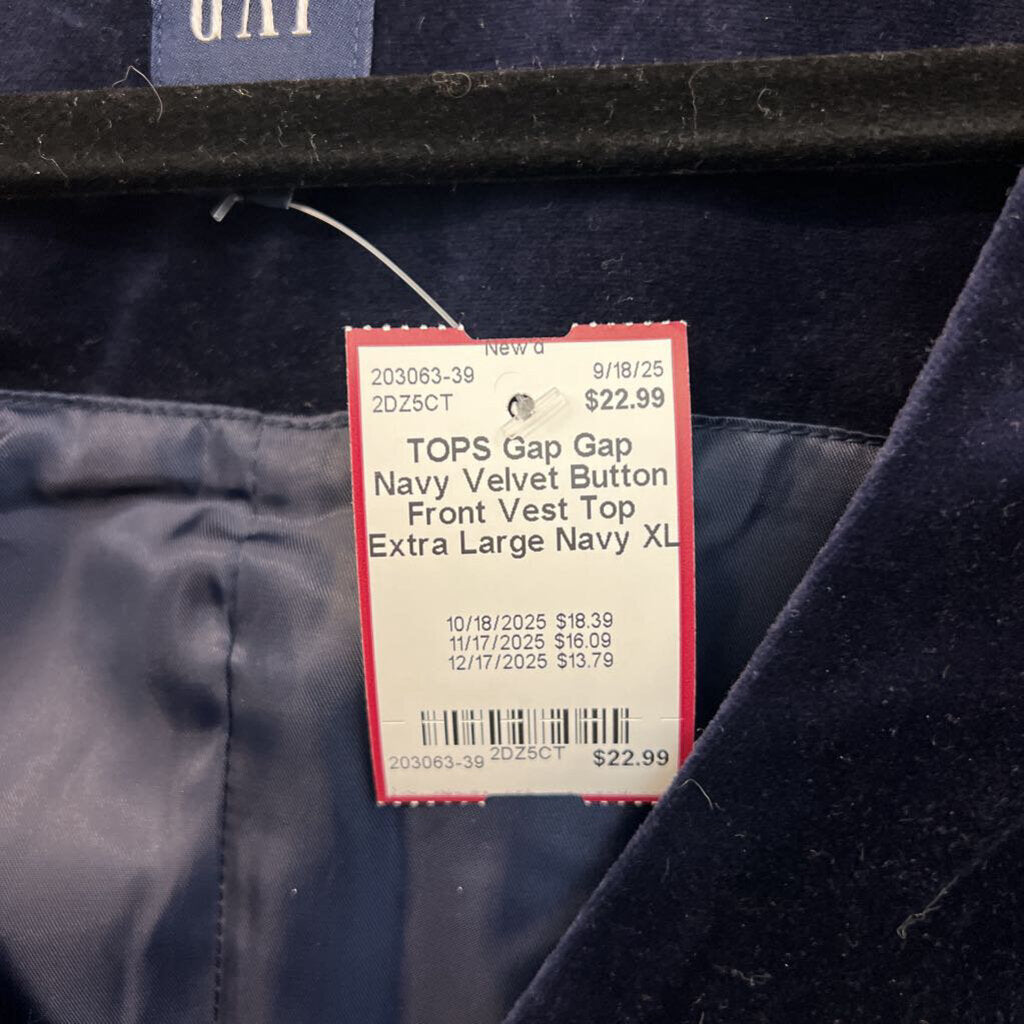 GAP
New d
203063-39 9/18/25
2DZ5CT $22.99
TOPS Gap Gap
Navy Velvet Button
Front Vest Top
Extra Large Navy XL
10/18/2025 $18.39
11/17/2025 $16.09
12/17/2025 $13.79
203063-39 2DZ5CT $22.99